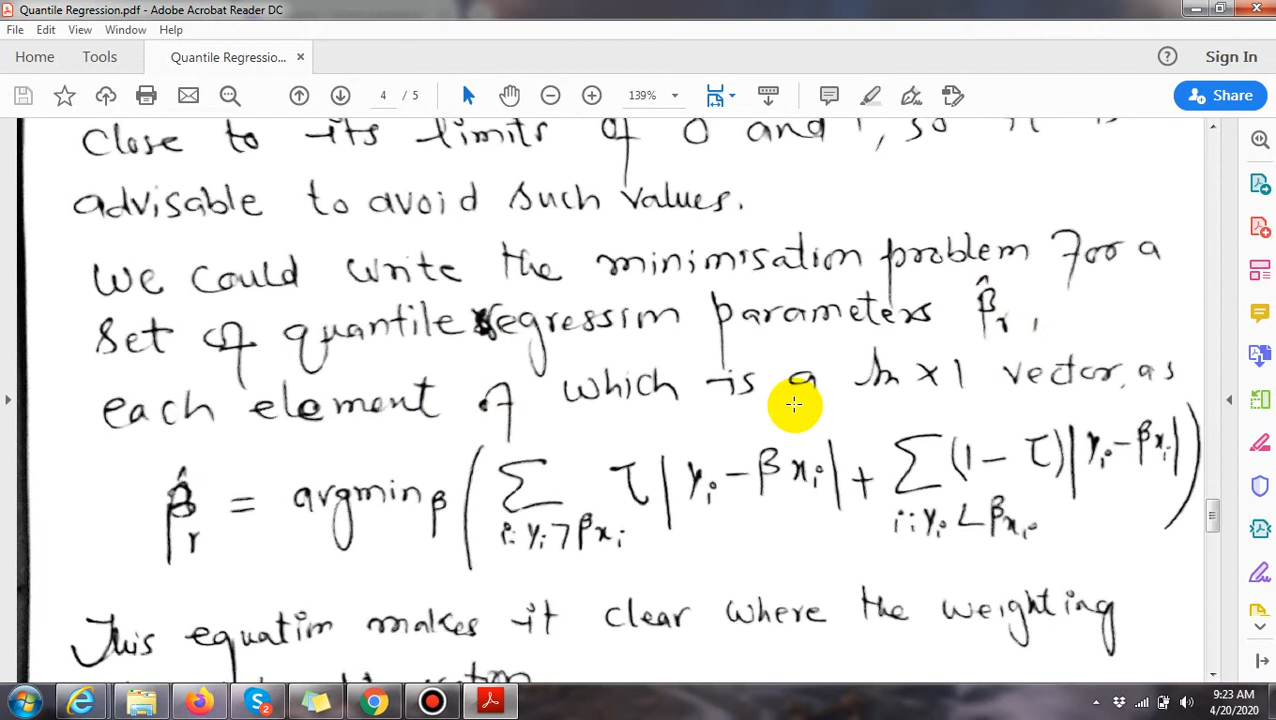 Quantile Regression.pdf - Adobe Acrobat Reader DC
File Edit View Window Help
Home Tools Quantile Regressio... × Sign In
4 / 5 139% Share
Close to its limits of 0 and 1, so it is
advisable to avoid such values.
We could write the minimisation problem for a
Set of quantile regression parameters β̂r,
each element of which is a k×1 vector, as
β̂r = argminβ (∑i:yi>βxi τ|yi-βxi| + ∑i:yi<βxi (1-τ)|yi-βxi|)
This equation makes it clear where the weighting
9:23 AM
4/20/2020